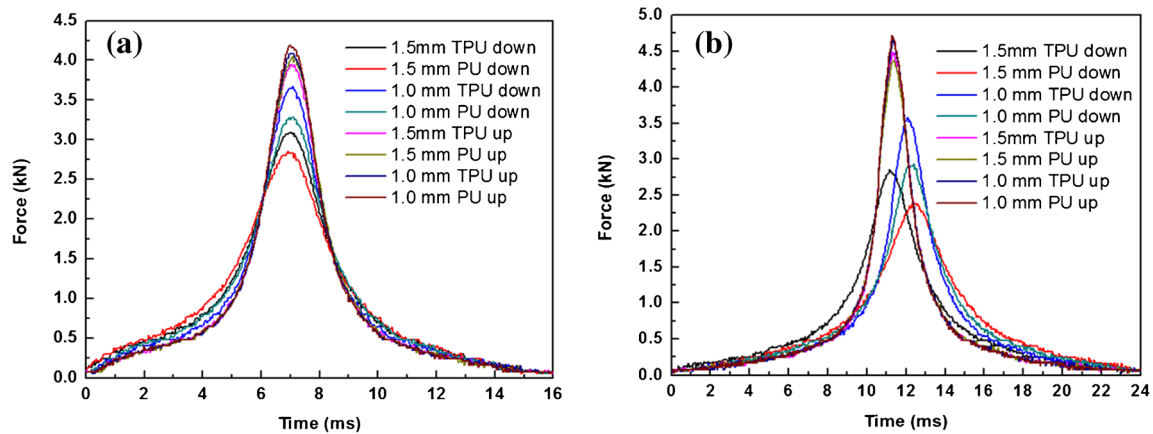 (a)
4.5
4.0
3.5
3.0
2.5
2.0
1.5
1.0
0.5
0.0
Force (kN)
0 2 4 6 8 10 12 14 16
Time (ms)
1.5mm TPU down
1.5 mm PU down
1.0 mm TPU down
1.0 mm PU down
1.5mm TPU up
1.5 mm PU up
1.0 mm TPU up
1.0 mm PU up
(b)
5.0
4.5
4.0
3.5
3.0
2.5
2.0
1.5
1.0
0.5
0.0
Force (kN)
0 2 4 6 8 10 12 14 16 18 20 22 24
Time (ms)
1.5mm TPU down
1.5 mm PU down
1.0 mm TPU down
1.0 mm PU down
1.5mm TPU up
1.5 mm PU up
1.0 mm TPU up
1.0 mm PU up